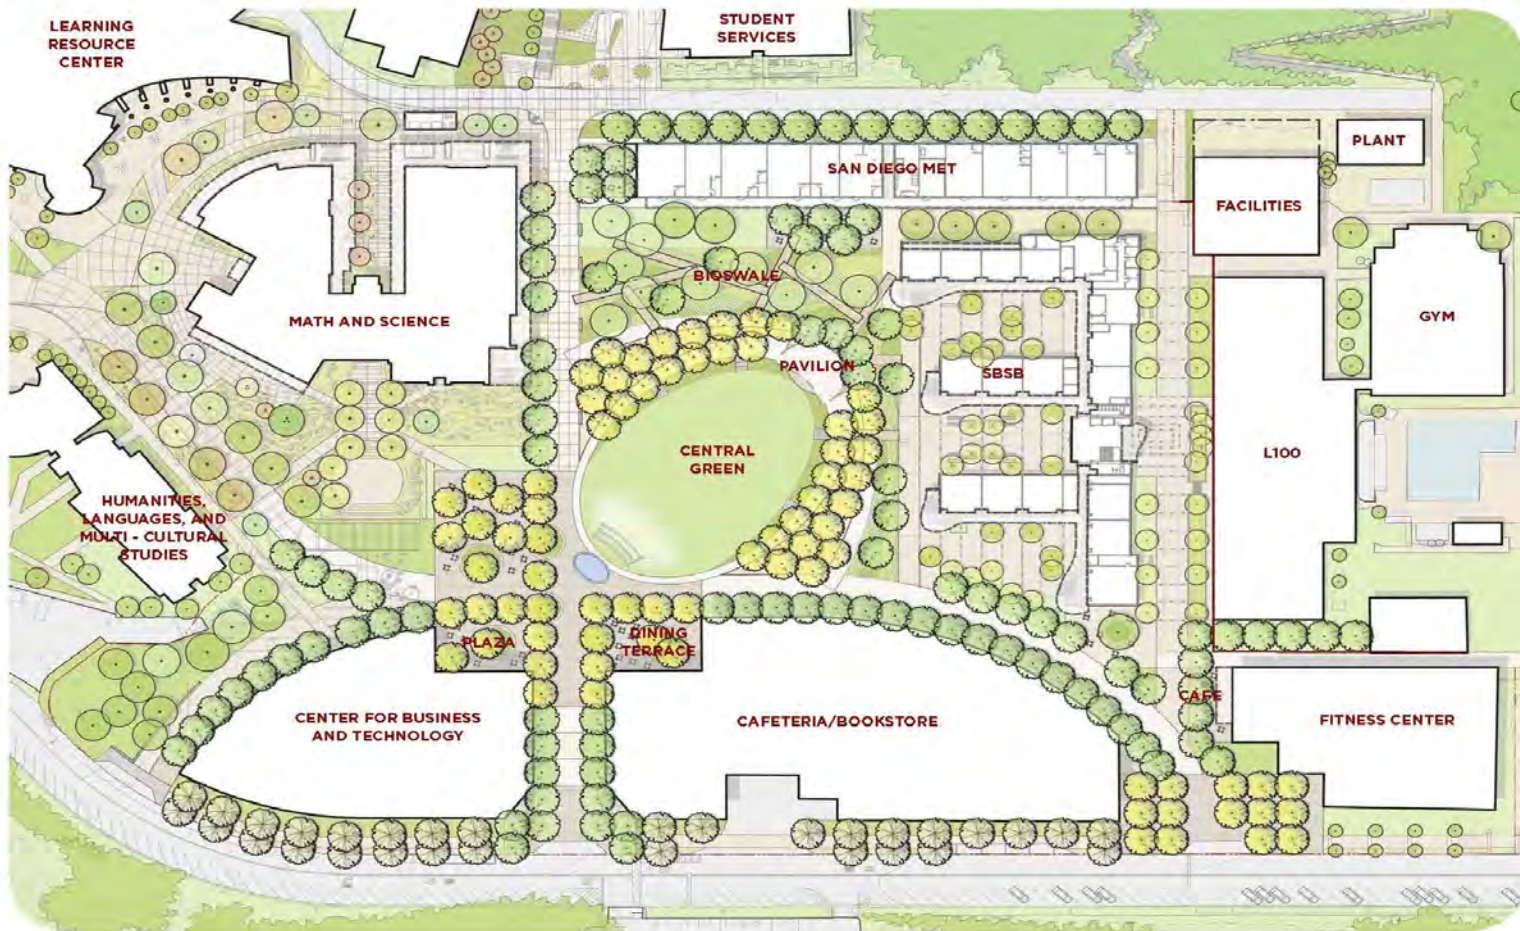 LEARNING
RESOURCE
CENTER
STUDENT
SERVICES
PLANT
SAN DIEGO MET
FACILITIES
BIOSWALE
MATH AND SCIENCE
GYM
PAVILION
SBSB
CENTRAL
GREEN
L100
HUMANITIES,
LANGUAGES, AND
MULTI - CULTURAL
STUDIES
PLAZA
DINING
TERRACE
CAFE
CENTER FOR BUSINESS
AND TECHNOLOGY
CAFETERIA/BOOKSTORE
FITNESS CENTER